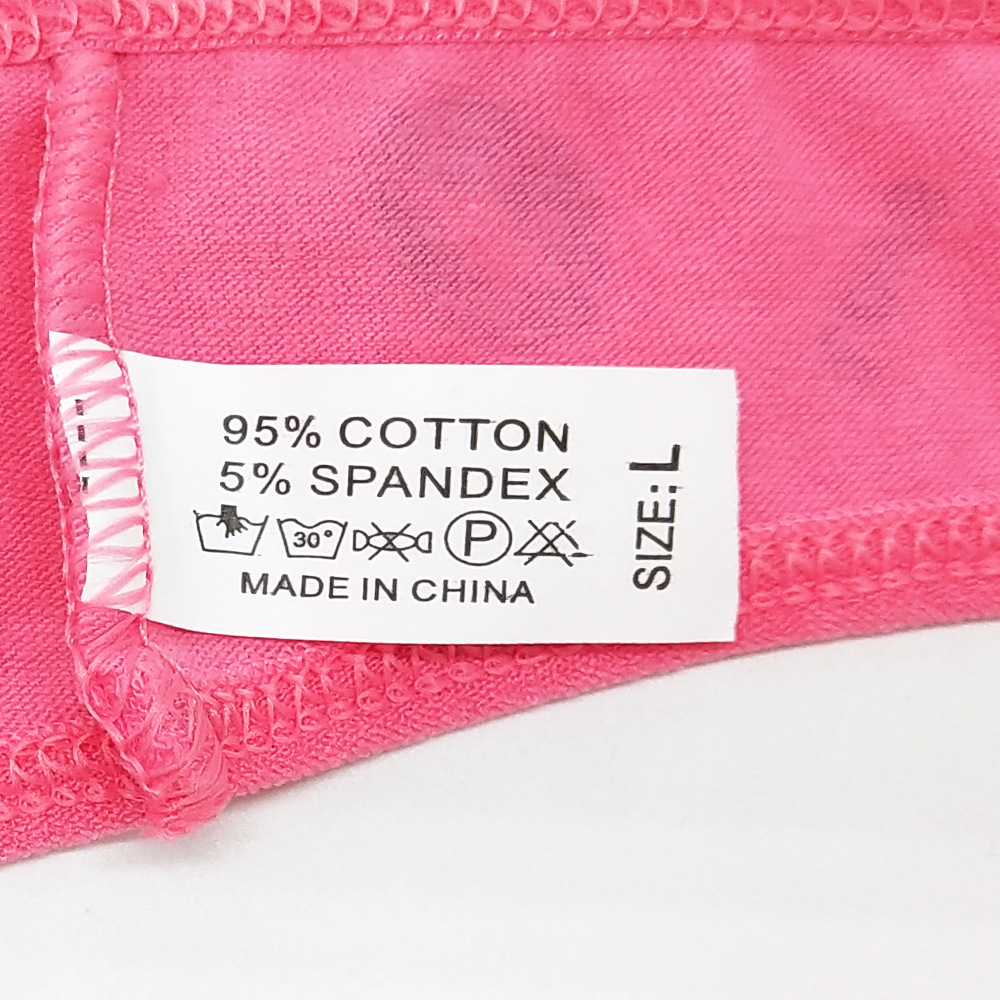 95% COTTON
5% SPANDEX
30°
P
MADE IN CHINA
SIZE: L